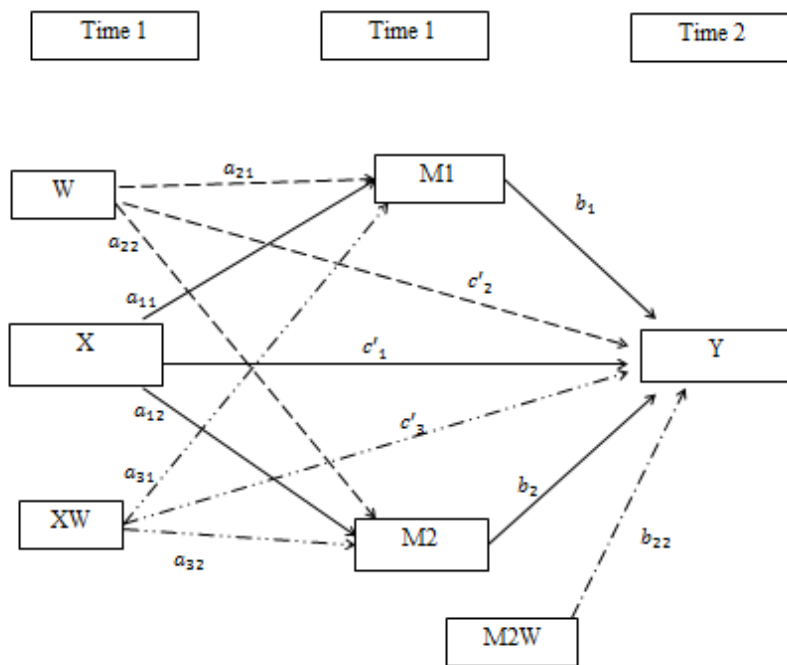 Time 1 Time 1 Time 2
W a₂₁ M1
b₁
a₂₂
c'₂
a₁₁
X c'₁ Y
a₁₂
c'₃
a₃₁
b₂
XW M2
a₃₂ b₂₂
M2W